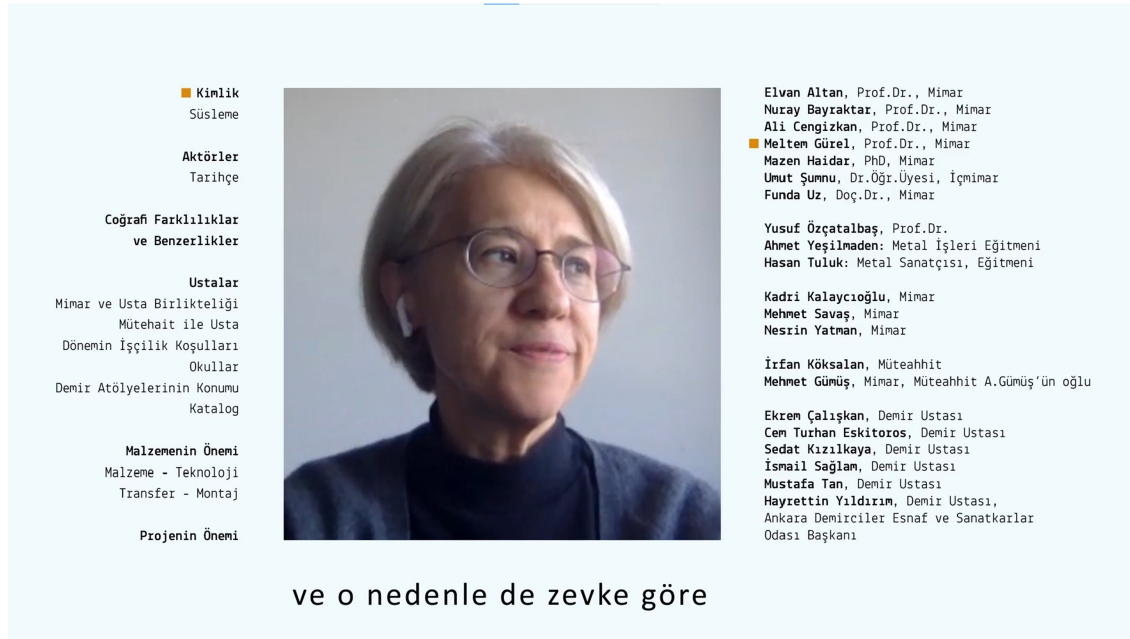 Kimlik
Süsleme
Aktörler
Tarihçe
Coğrafi Farklılıklar
ve Benzerlikler
Ustalar
Mimar ve Usta Birlikteliği
Mütehait ile Usta
Dönemin İşçilik Koşulları
Okullar
Demir Atölyelerinin Konumu
Katalog
Malzemenin Önemi
Malzeme - Teknoloji
Transfer - Montaj
Projenin Önemi
Elvan Altan, Prof.Dr., Mimar
Nuray Bayraktar, Prof.Dr., Mimar
Ali Cengizkan, Prof.Dr., Mimar
Meltem Gürel, Prof.Dr., Mimar
Mazen Haidar, PhD, Mimar
Umut Şumnu, Dr.Öğr.Üyesi, İçmimar
Funda Uz, Doç.Dr., Mimar
Yusuf Özçatalbaş, Prof.Dr.
Ahmet Yeşilmaden: Metal İşleri Eğitmeni
Hasan Tuluk: Metal Sanatçısı, Eğitmeni
Kadri Kalaycıoğlu, Mimar
Mehmet Savaş, Mimar
Nesrin Yatman, Mimar
İrfan Köksalan, Müteahhit
Mehmet Gümüş, Mimar, Müteahhit A.Gümüş'ün oğlu
Ekrem Çalışkan, Demir Ustası
Cem Turhan Eskitoros, Demir Ustası
Sedat Kızılkaya, Demir Ustası
İsmail Sağlam, Demir Ustası
Mustafa Tan, Demir Ustası
Hayrettin Yıldırım, Demir Ustası,
Ankara Demirciler Esnaf ve Sanatkarlar
Odası Başkanı
ve o nedenle de zevke göre